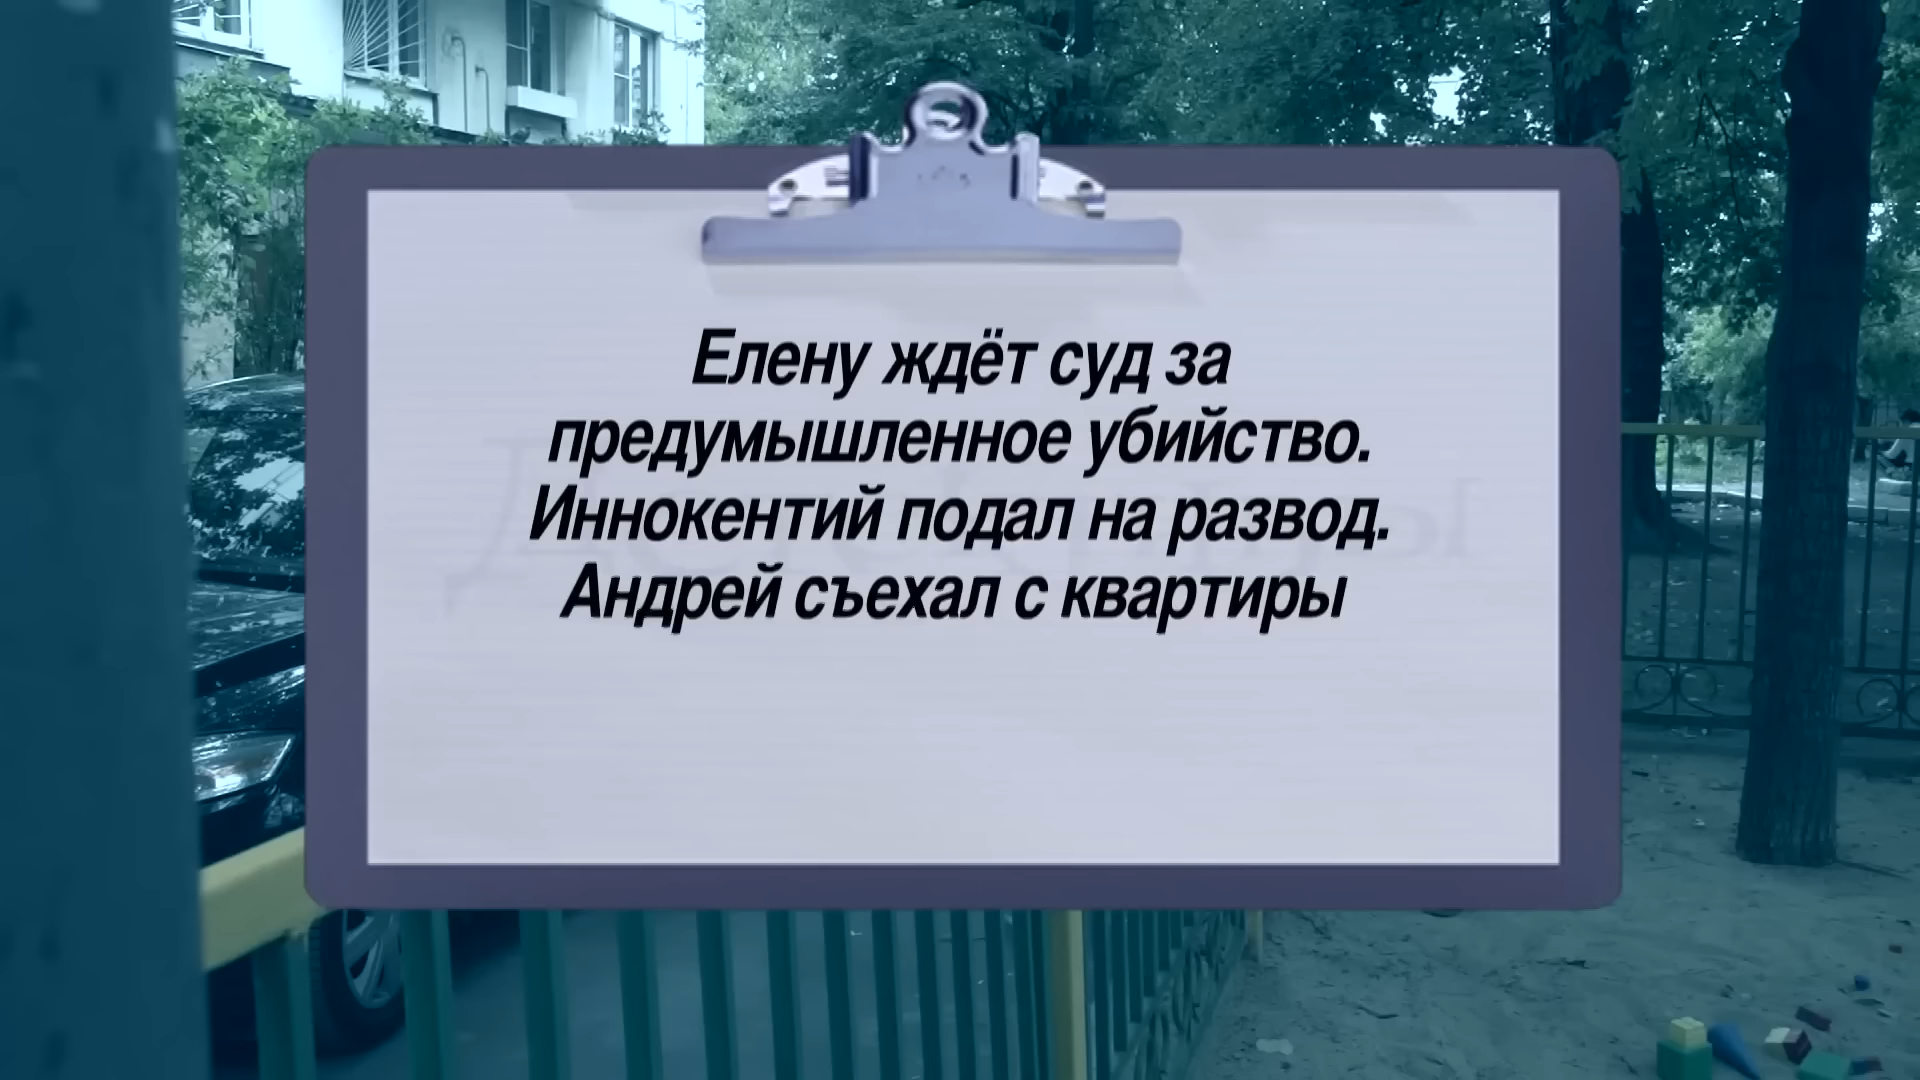 Елену ждёт суд за
предумышленное убийство.
Иннокентий подал на развод.
Андрей съехал с квартиры